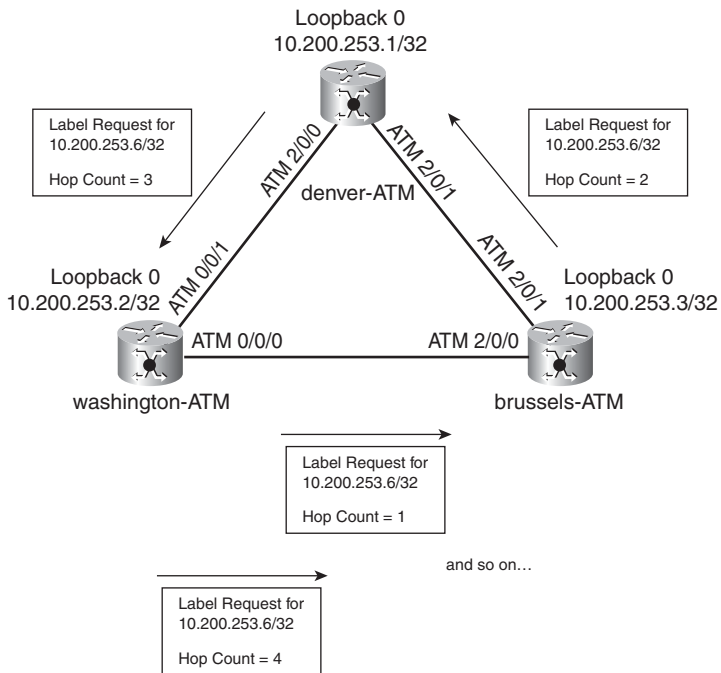 Loopback 0
10.200.253.1/32
Label Request for
10.200.253.6/32
Hop Count = 3
ATM 2/0/0
denver-ATM
ATM 2/0/1
Label Request for
10.200.253.6/32
Hop Count = 2
Loopback 0
10.200.253.2/32
ATM 0/0/1
ATM 2/0/1
Loopback 0
10.200.253.3/32
ATM 0/0/0
ATM 2/0/0
washington-ATM
brussels-ATM
Label Request for
10.200.253.6/32
Hop Count = 1
and so on…
Label Request for
10.200.253.6/32
Hop Count = 4